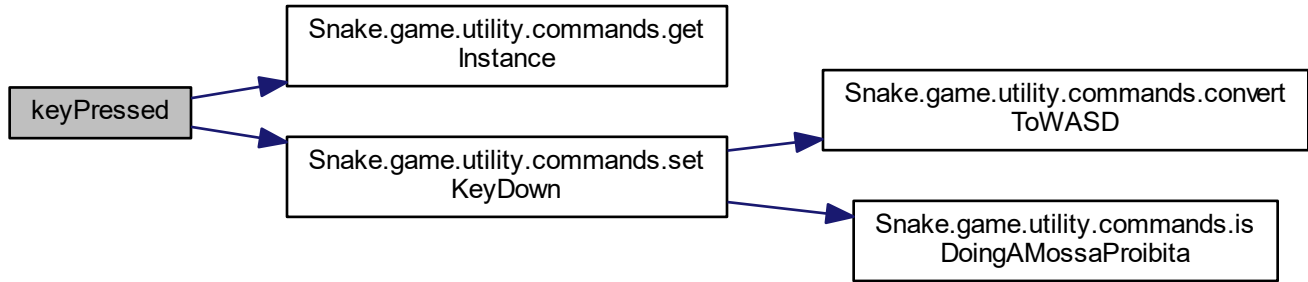 keyPressed
Snake.game.utility.commands.get
Instance
Snake.game.utility.commands.set
KeyDown
Snake.game.utility.commands.convert
ToWASD
Snake.game.utility.commands.is
DoingAMossaProibita